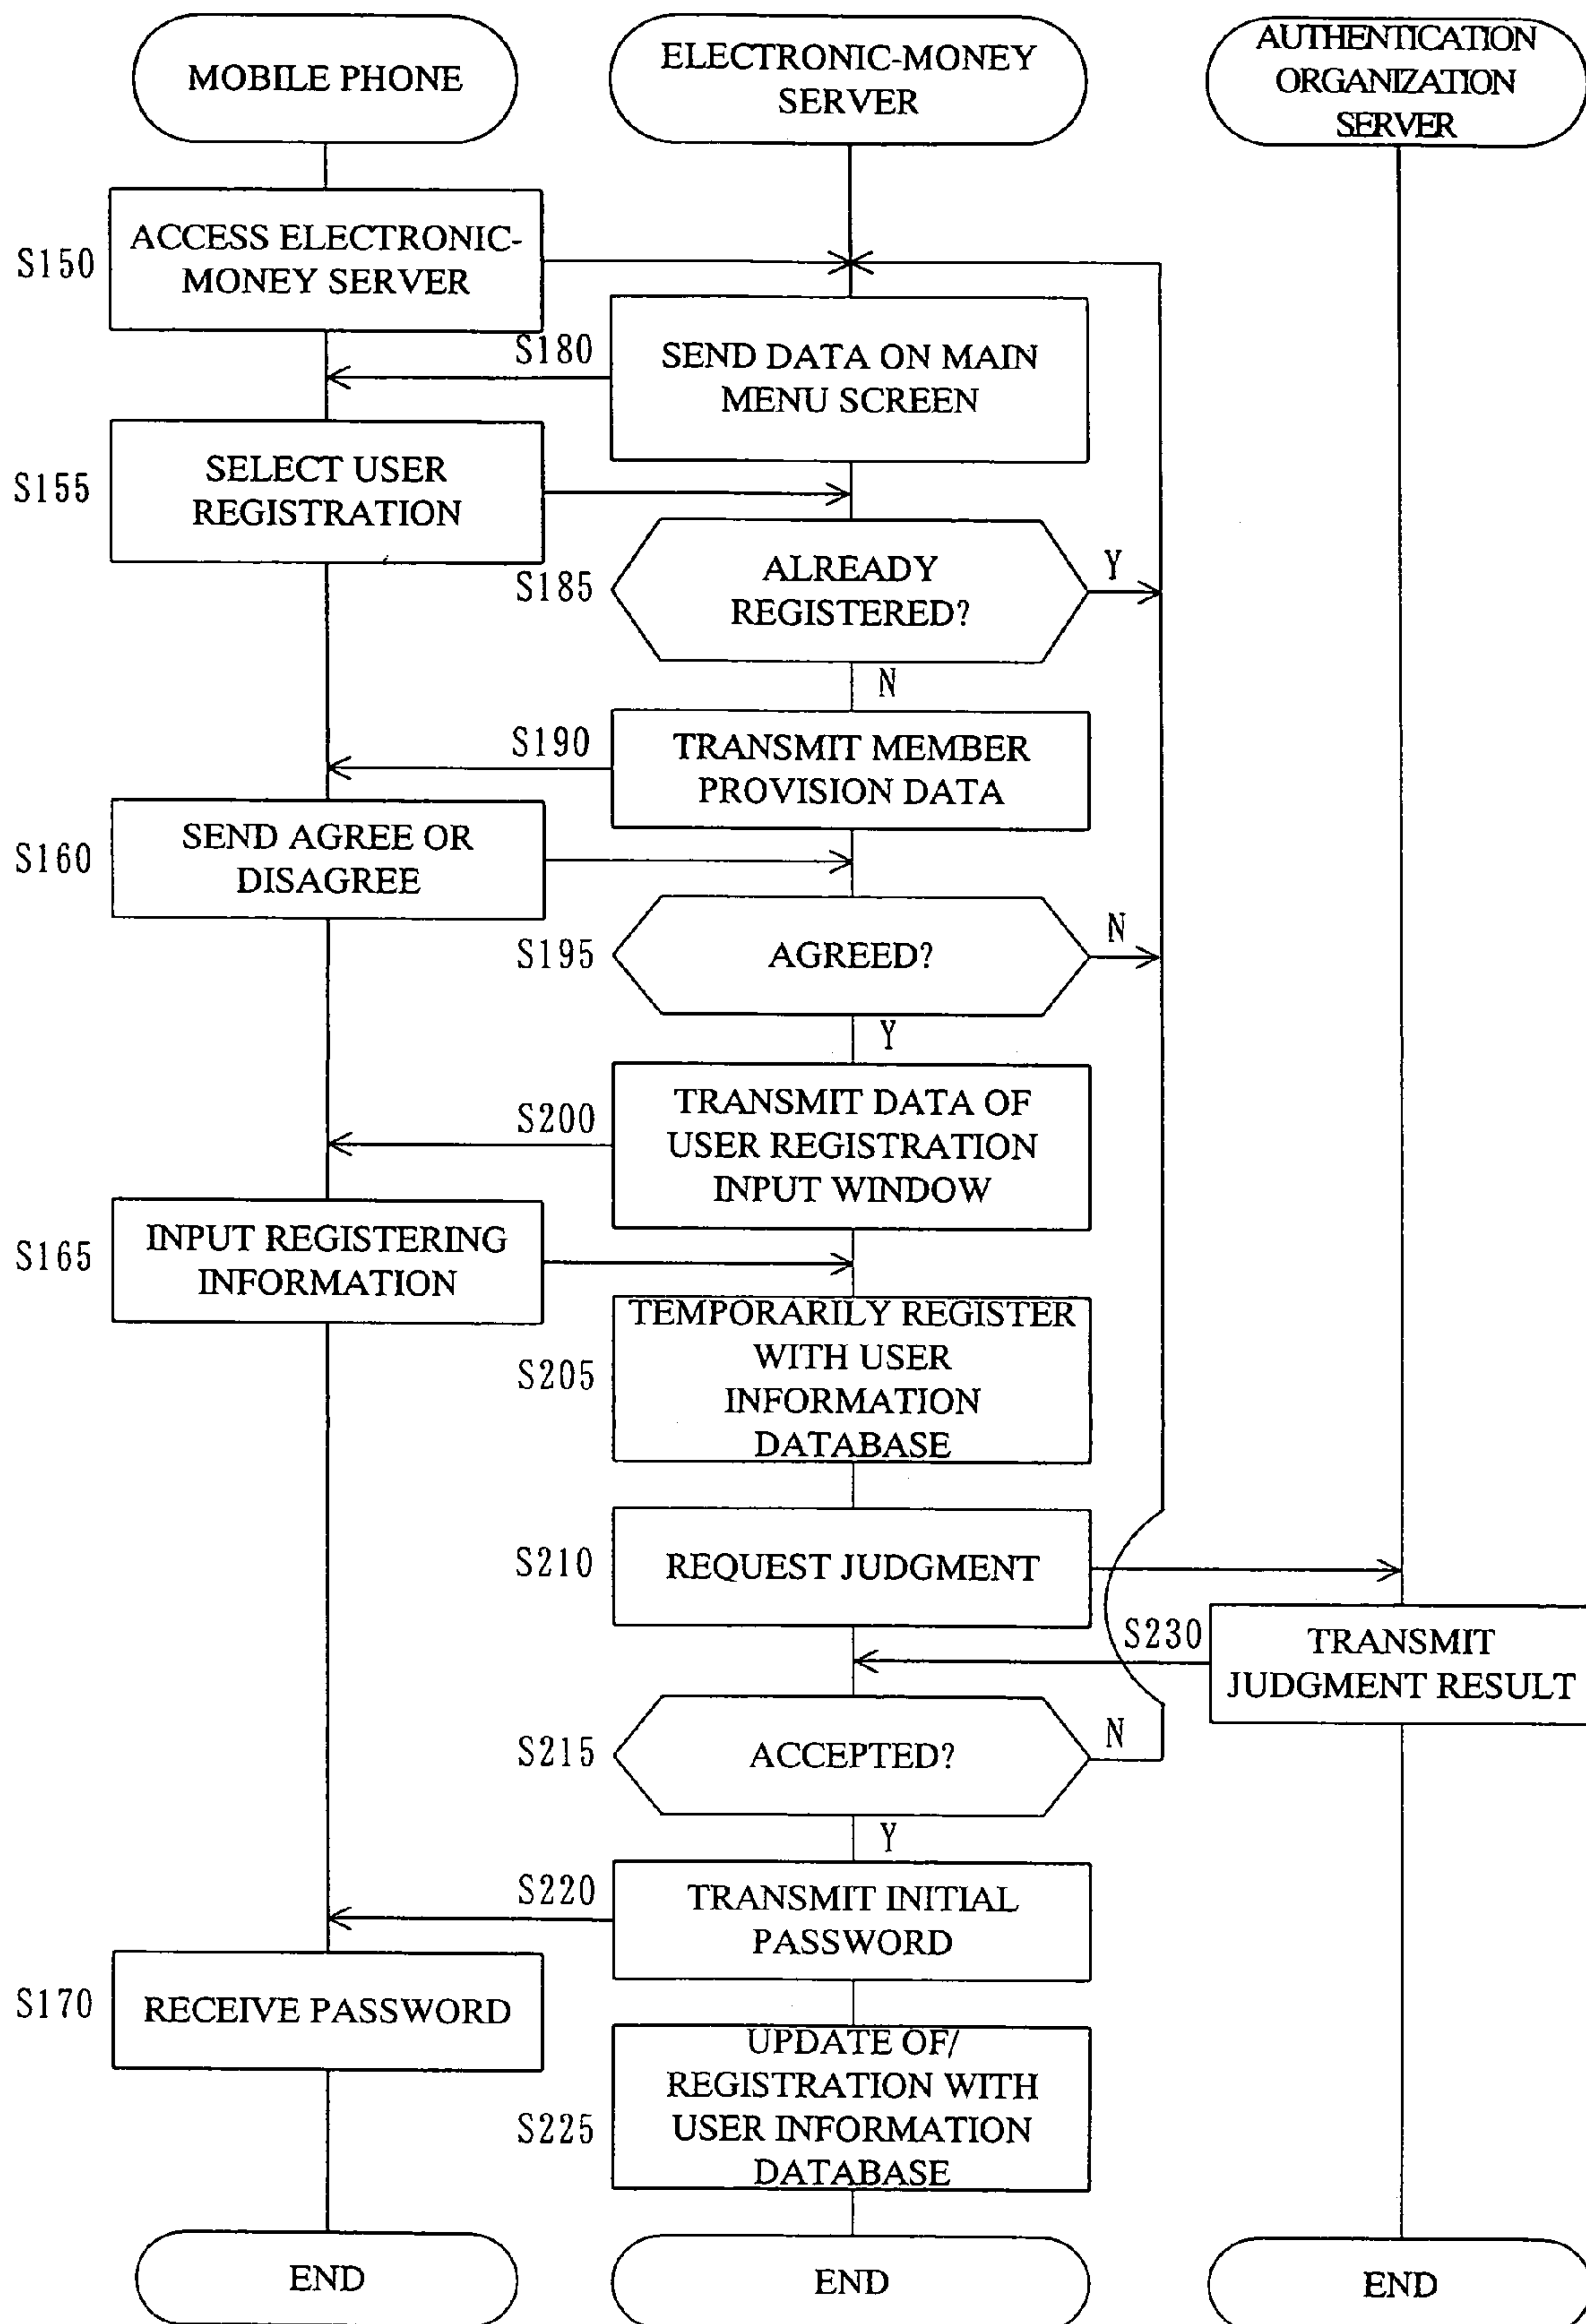 MOBILE PHONE
ELECTRONIC-MONEY
SERVER
AUTHENTICATION
ORGANIZATION
SERVER
S150
ACCESS ELECTRONIC-
MONEY SERVER
S180
SEND DATA ON MAIN
MENU SCREEN
S155
SELECT USER
REGISTRATION
S185
ALREADY
REGISTERED?
Y
N
S190
TRANSMIT MEMBER
PROVISION DATA
S160
SEND AGREE OR
DISAGREE
S195
AGREED?
N
Y
S200
TRANSMIT DATA OF
USER REGISTRATION
INPUT WINDOW
S165
INPUT REGISTERING
INFORMATION
S205
TEMPORARILY REGISTER
WITH USER
INFORMATION
DATABASE
S210
REQUEST JUDGMENT
S230
TRANSMIT
JUDGMENT RESULT
S215
ACCEPTED?
N
Y
S220
TRANSMIT INITIAL
PASSWORD
S170
RECEIVE PASSWORD
S225
UPDATE OF/
REGISTRATION WITH
USER INFORMATION
DATABASE
END
END
END